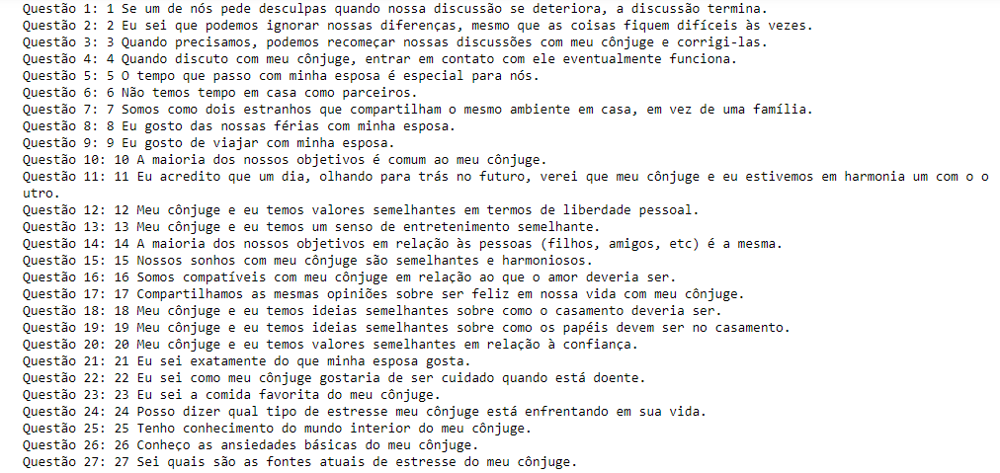 Questão 1: 1 Se um de nós pede desculpas quando nossa discussão se deteriora, a discussão termina.
Questão 2: 2 Eu sei que podemos ignorar nossas diferenças, mesmo que as coisas fiquem difíceis às vezes.
Questão 3: 3 Quando precisamos, podemos recomeçar nossas discussões com meu cônjuge e corrigi-las.
Questão 4: 4 Quando discuto com meu cônjuge, entrar em contato com ele eventualmente funciona.
Questão 5: 5 O tempo que passo com minha esposa é especial para nós.
Questão 6: 6 Não temos tempo em casa como parceiros.
Questão 7: 7 Somos como dois estranhos que compartilham o mesmo ambiente em casa, em vez de uma família.
Questão 8: 8 Eu gosto das nossas férias com minha esposa.
Questão 9: 9 Eu gosto de viajar com minha esposa.
Questão 10: 10 A maioria dos nossos objetivos é comum ao meu cônjuge.
Questão 11: 11 Eu acredito que um dia, olhando para trás no futuro, verei que meu cônjuge e eu estivemos em harmonia um com o o
utro.
Questão 12: 12 Meu cônjuge e eu temos valores semelhantes em termos de liberdade pessoal.
Questão 13: 13 Meu cônjuge e eu temos um senso de entretenimento semelhante.
Questão 14: 14 A maioria dos nossos objetivos em relação às pessoas (filhos, amigos, etc) é a mesma.
Questão 15: 15 Nossos sonhos com meu cônjuge são semelhantes e harmoniosos.
Questão 16: 16 Somos compatíveis com meu cônjuge em relação ao que o amor deveria ser.
Questão 17: 17 Compartilhamos as mesmas opiniões sobre ser feliz em nossa vida com meu cônjuge.
Questão 18: 18 Meu cônjuge e eu temos ideias semelhantes sobre como o casamento deveria ser.
Questão 19: 19 Meu cônjuge e eu temos ideias semelhantes sobre como os papéis devem ser no casamento.
Questão 20: 20 Meu cônjuge e eu temos valores semelhantes em relação à confiança.
Questão 21: 21 Eu sei exatamente do que minha esposa gosta.
Questão 22: 22 Eu sei como meu cônjuge gostaria de ser cuidado quando está doente.
Questão 23: 23 Eu sei a comida favorita do meu cônjuge.
Questão 24: 24 Posso dizer qual tipo de estresse meu cônjuge está enfrentando em sua vida.
Questão 25: 25 Tenho conhecimento do mundo interior do meu cônjuge.
Questão 26: 26 Conheço as ansiedades básicas do meu cônjuge.
Questão 27: 27 Sei quais são as fontes atuais de estresse do meu cônjuge.